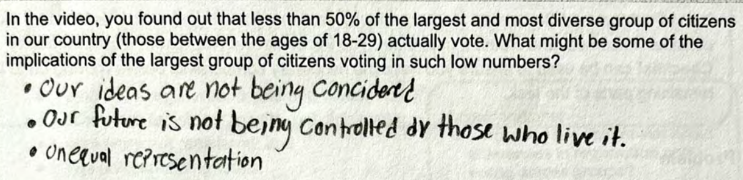 In the video, you found out that less than 50% of the largest and most diverse group of citizens
in our country (those between the ages of 18-29) actually vote. What might be some of the
implications of the largest group of citizens voting in such low numbers?
• Our ideas are not being concidered
• Our future is not being controlled by those who live it.
• unequal representation